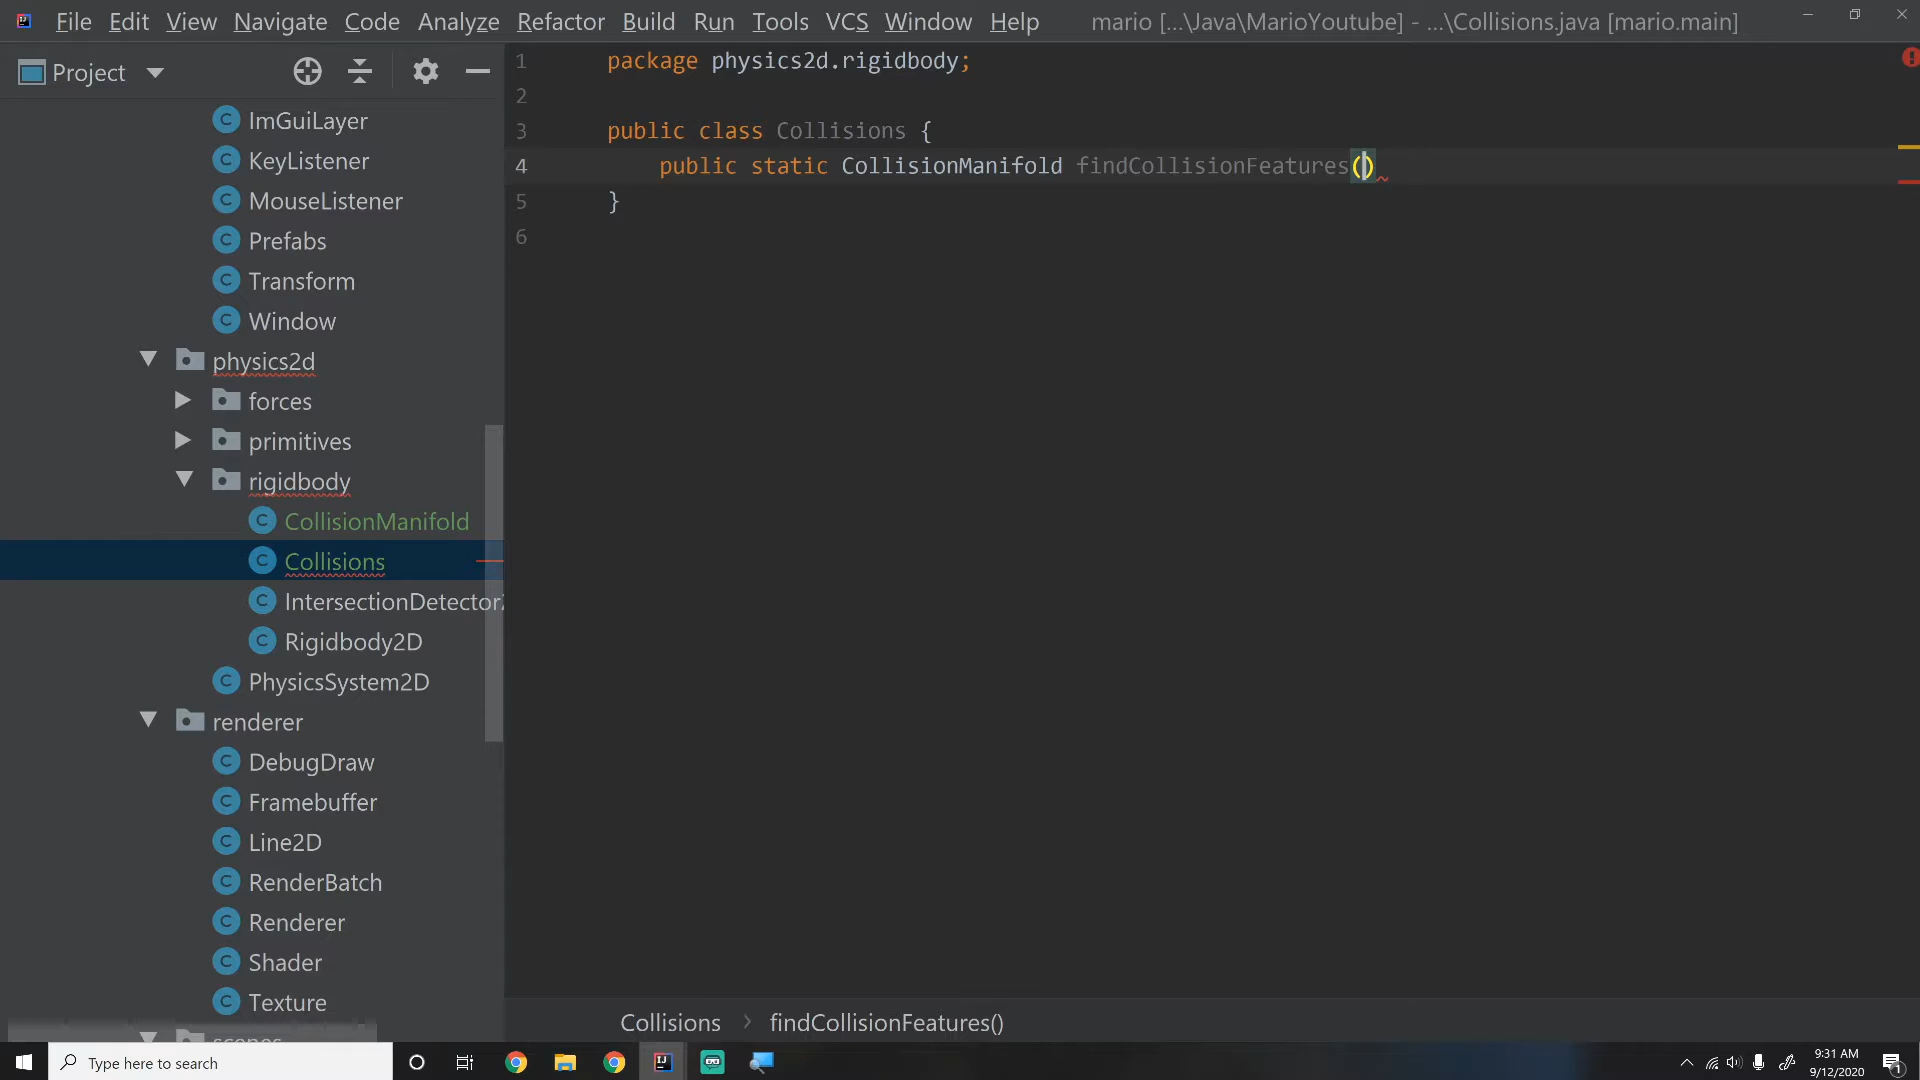 File Edit View Navigate Code Analyze Refactor Build Run Tools VCS Window Help mario [...\Java\MarioYoutube] - ...\Collisions.java [mario.main]
Project
ImGuiLayer
KeyListener
MouseListener
Prefabs
Transform
Window
physics2d
forces
primitives
rigidbody
CollisionManifold
Collisions
IntersectionDetector
Rigidbody2D
PhysicsSystem2D
renderer
DebugDraw
Framebuffer
Line2D
RenderBatch
Renderer
Shader
Texture
scenes
1 package physics2d.rigidbody;
2
3 public class Collisions {
4 public static CollisionManifold findCollisionFeatures()
5 }
6
Collisions > findCollisionFeatures()
Type here to search
9:31 AM
9/12/2020
1